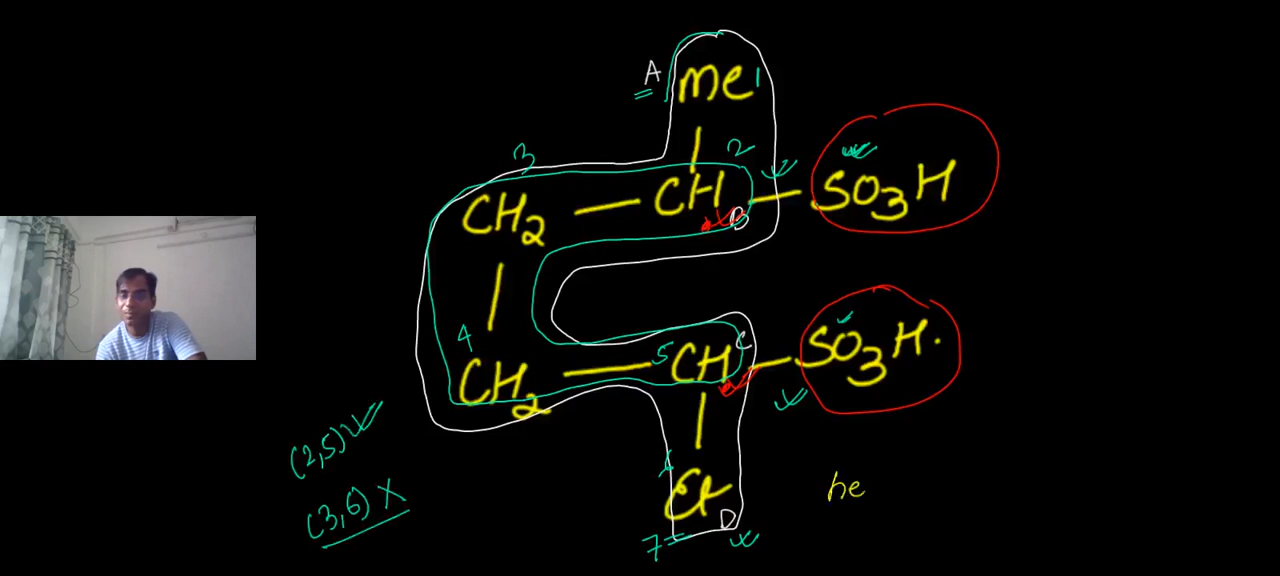 A
me 1
3
2
CH2 — CH — SO3H
B
4
5
C
CH2 — CH — SO3H.
(2,5)
(3,6) X
6
Et
D
he
7